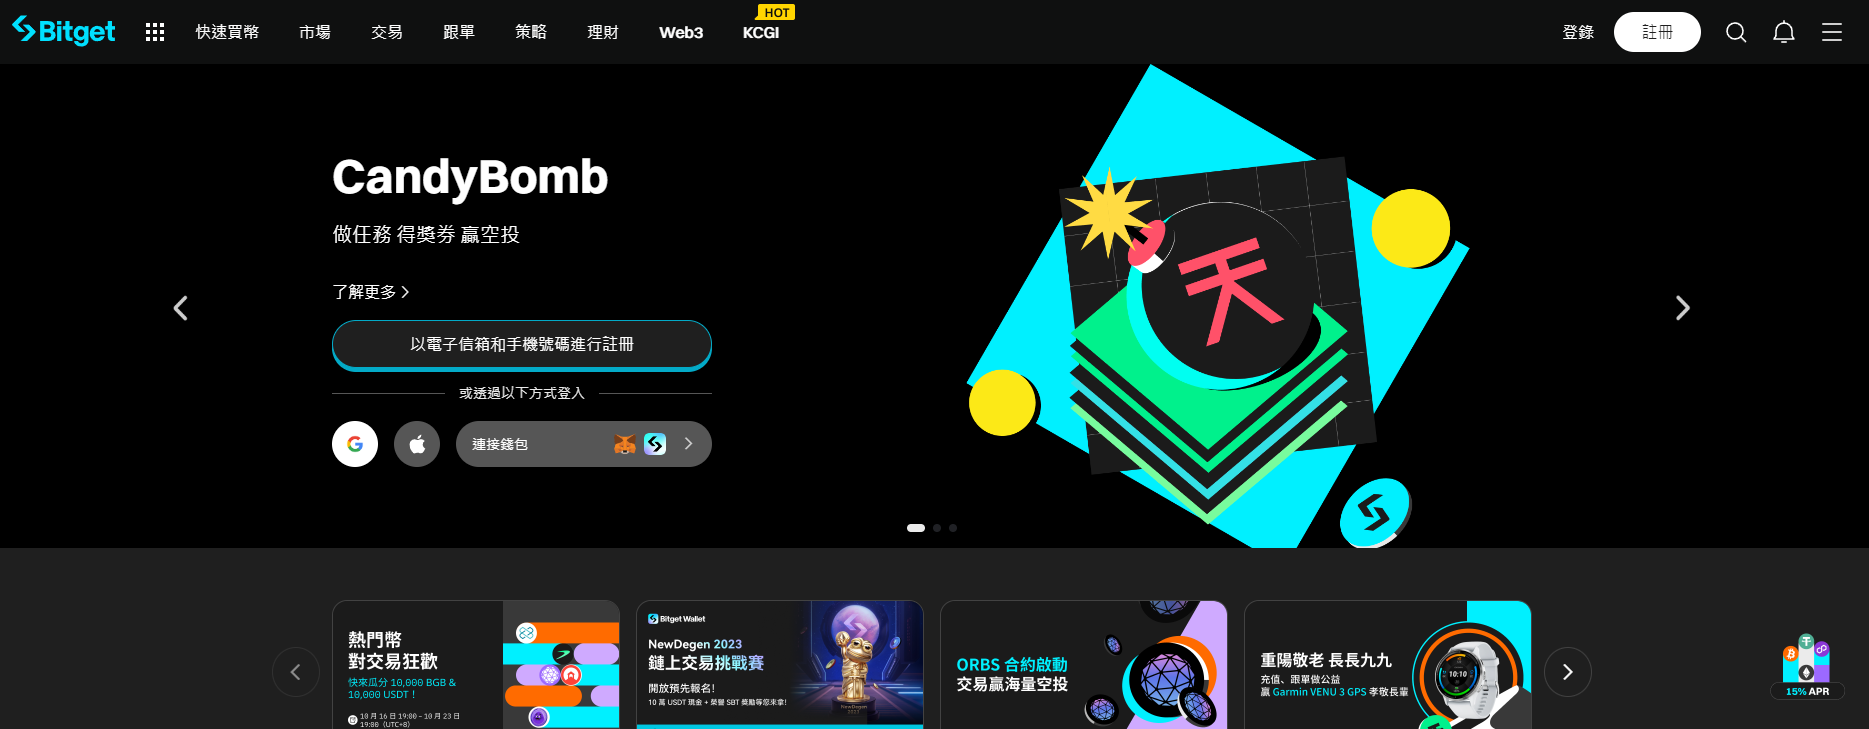 Bitget
快速買幣
市場
交易
跟單
策略
理財
Web3
KCGI
HOT
登錄
註冊
CandyBomb
做任務 得獎券 贏空投
了解更多
以電子信箱和手機號碼進行註冊
或透過以下方式登入
連接錢包
熱門幣
對交易狂歡
快來瓜分 10,000 BGB &
10,000 USDT！
10 月 16 日 19:00 – 10 月 23 日
19:00（UTC+8）
Bitget Wallet
NewDegen 2023
鏈上交易挑戰賽
開放預先報名!
10 萬 USDT 現金 + 榮譽 SBT 獎勵等您來拿!
NewDegen
2023
ORBS 合約啟動
交易贏海量空投
重陽敬老 長長九九
充值、跟單做公益
贏 Garmin VENU 3 GPS 孝敬長輩
10:10
15% APR